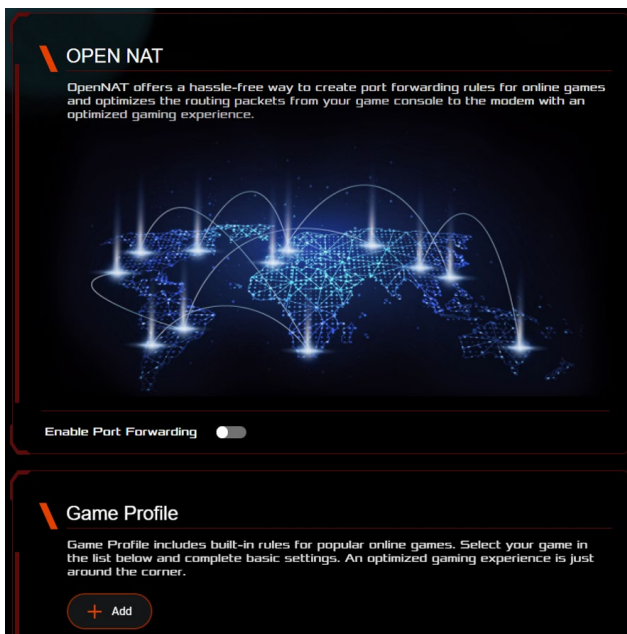 OPEN NAT
OpenNAT offers a hassle-free way to create port forwarding rules for online games
and optimizes the routing packets from your game console to the modem with an
optimized gaming experience.
Enable Port Forwarding
Game Profile
Game Profile includes built-in rules for popular online games. Select your game in
the list below and complete basic settings. An optimized gaming experience is just
around the corner.
Add